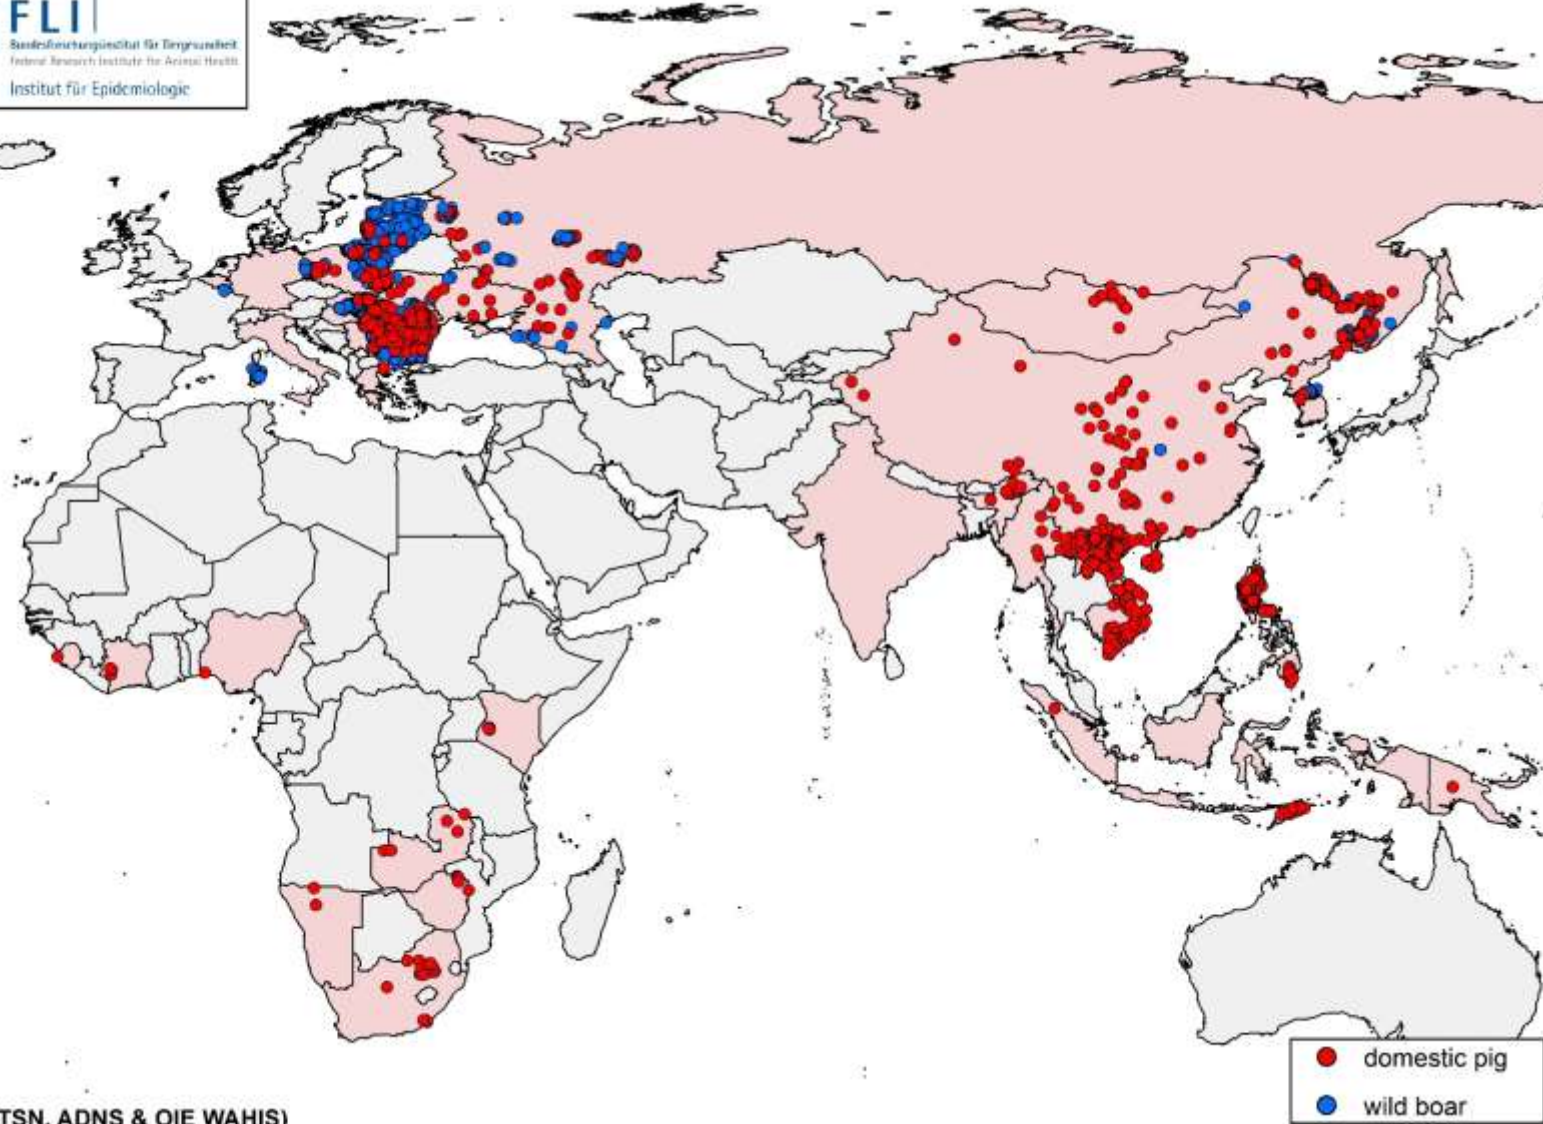 FLI
Bundesforschungsinstitut für Tiergesundheit
Federal Research Institute for Animal Health
Institut für Epidemiologie
domestic pig
wild boar
TSN, ADNS & OIE WAHIS)